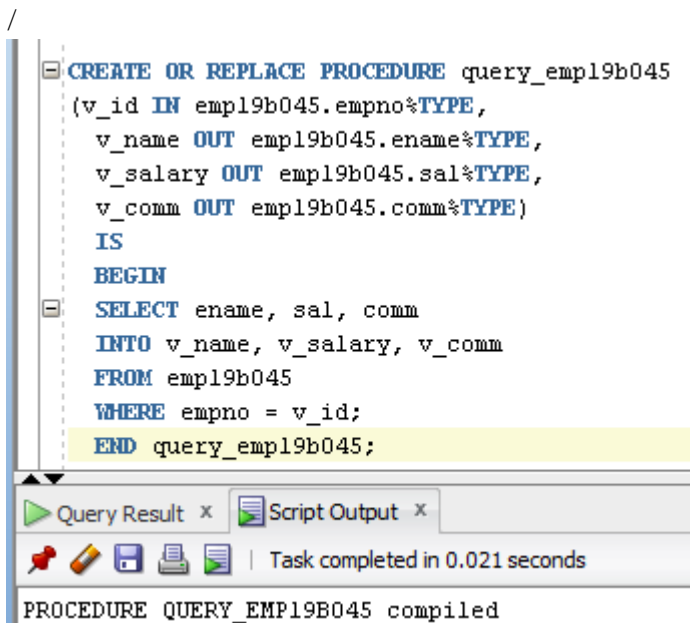 /
CREATE OR REPLACE PROCEDURE query_emp19b045
(v_id IN emp19b045.empno%TYPE,
v_name OUT emp19b045.ename%TYPE,
v_salary OUT emp19b045.sal%TYPE,
v_comm OUT emp19b045.comm%TYPE)
IS
BEGIN
SELECT ename, sal, comm
INTO v_name, v_salary, v_comm
FROM emp19b045
WHERE empno = v_id;
END query_emp19b045;
Query Result x Script Output x
Task completed in 0.021 seconds
PROCEDURE QUERY_EMP19B045 compiled